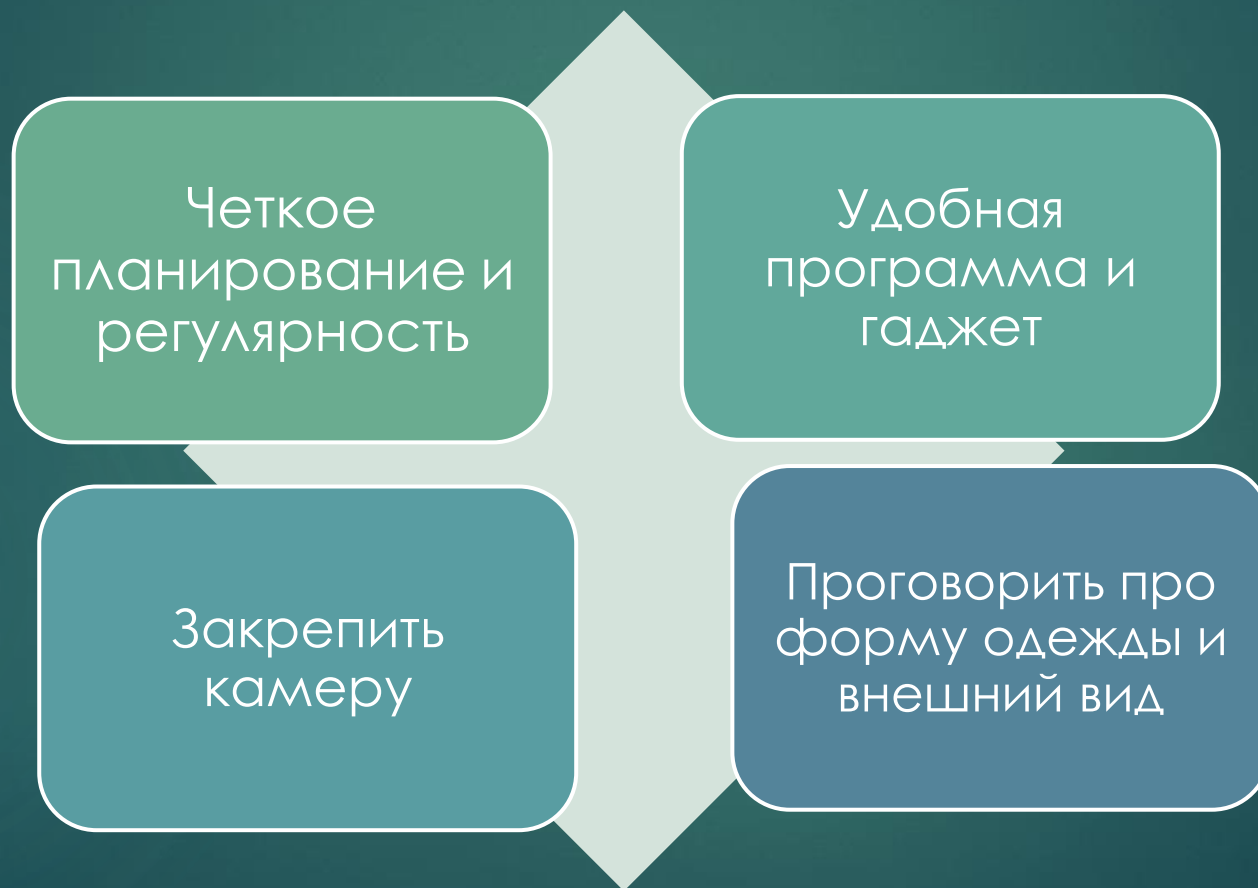 Четкое
планирование и
регулярность
Удобная
программа и
гаджет
Закрепить
камеру
Проговорить про
форму одежды и
внешний вид